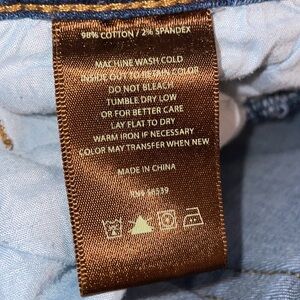 98% COTTON / 2% SPANDEX
MACHINE WASH COLD
INSIDE OUT TO RETAIN COLOR
DO NOT BLEACH
TUMBLE DRY LOW
OR FOR BETTER CARE
LAY FLAT TO DRY
WARM IRON IF NECESSARY
COLOR MAY TRANSFER WHEN NEW
MADE IN CHINA